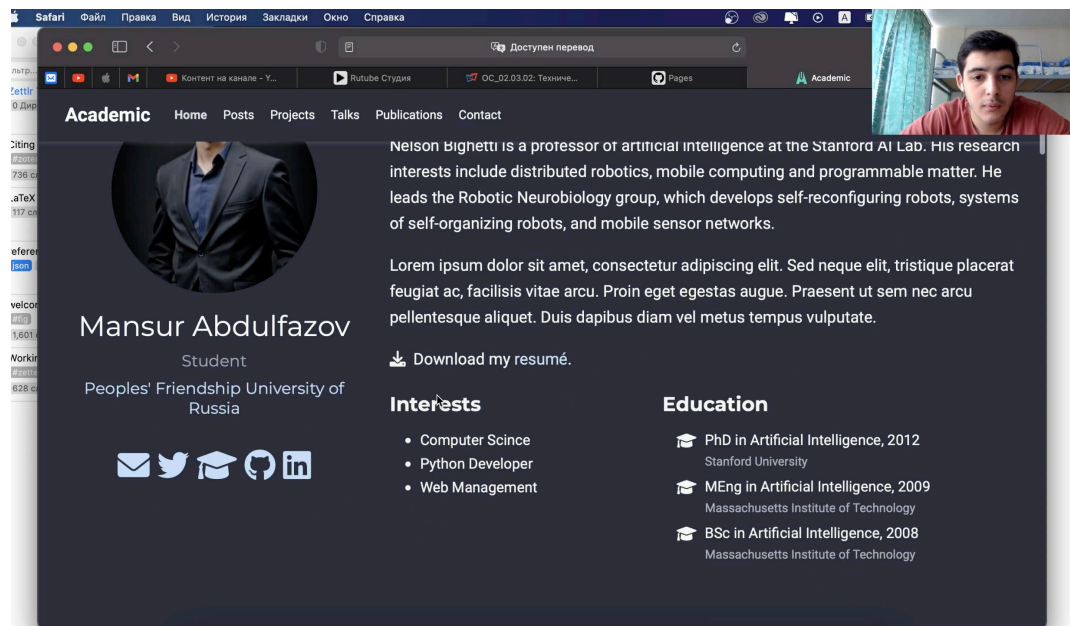 Safari Файл Правка Вид История Закладки Окно Справка
A
Доступен перевод
Контент на канале - Y...
Rutube Студия
ОС_02.03.02: Техниче...
Pages
Academic
Academic Home Posts Projects Talks Publications Contact
Nelson Bighetti is a professor of artificial intelligence at the Stanford AI Lab. His research
interests include distributed robotics, mobile computing and programmable matter. He
leads the Robotic Neurobiology group, which develops self-reconfiguring robots, systems
of self-organizing robots, and mobile sensor networks.
Lorem ipsum dolor sit amet, consectetur adipiscing elit. Sed neque elit, tristique placerat
feugiat ac, facilisis vitae arcu. Proin eget egestas augue. Praesent ut sem nec arcu
pellentesque aliquet. Duis dapibus diam vel metus tempus vulputate.
Download my resumé.
Mansur Abdulfazov
Student
Peoples' Friendship University of
Russia
in
Interests
Computer Scince
Python Developer
Web Management
Education
PhD in Artificial Intelligence, 2012
Stanford University
MEng in Artificial Intelligence, 2009
Massachusetts Institute of Technology
BSc in Artificial Intelligence, 2008
Massachusetts Institute of Technology